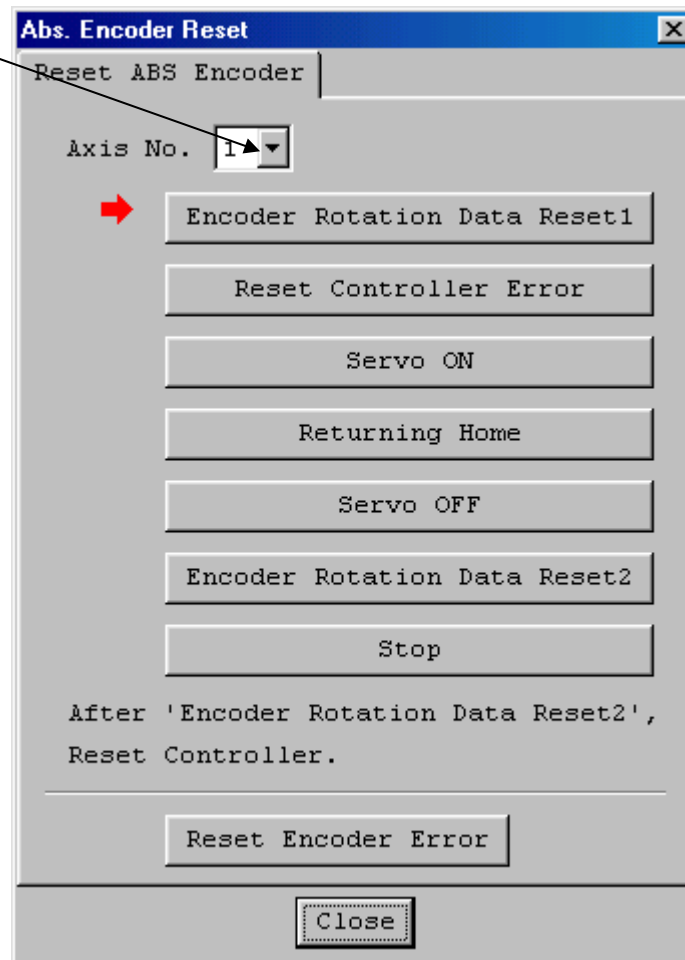 Abs. Encoder Reset
Reset ABS Encoder
Axis No. 1
Encoder Rotation Data Reset1
Reset Controller Error
Servo ON
Returning Home
Servo OFF
Encoder Rotation Data Reset2
Stop
After 'Encoder Rotation Data Reset2',
Reset Controller.
Reset Encoder Error
Close